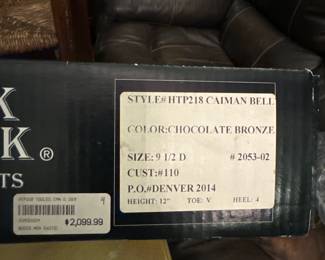 K
K®
TS
STYLE# HTP218 CAIMAN BELL
COLOR:CHOCOLATE BRONZE
SIZE: 9 1/2 D # 2053-02
CUST:#110
P.O.#DENVER 2014
HEIGHT: 12" TOE: V HEEL: 4
$2,099.99